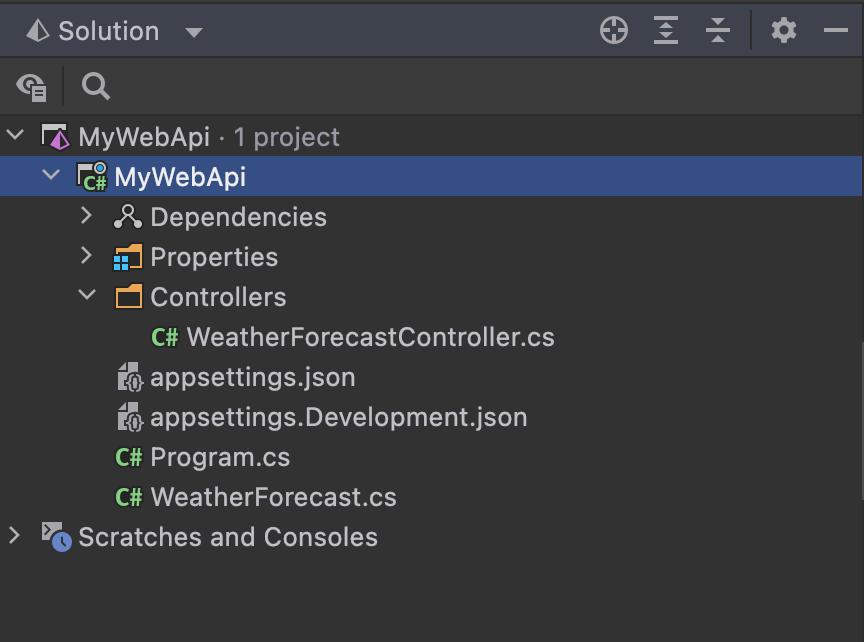 Solution
MyWebApi · 1 project
C# MyWebApi
Dependencies
Properties
Controllers
C# WeatherForecastController.cs
appsettings.json
appsettings.Development.json
C# Program.cs
C# WeatherForecast.cs
Scratches and Consoles